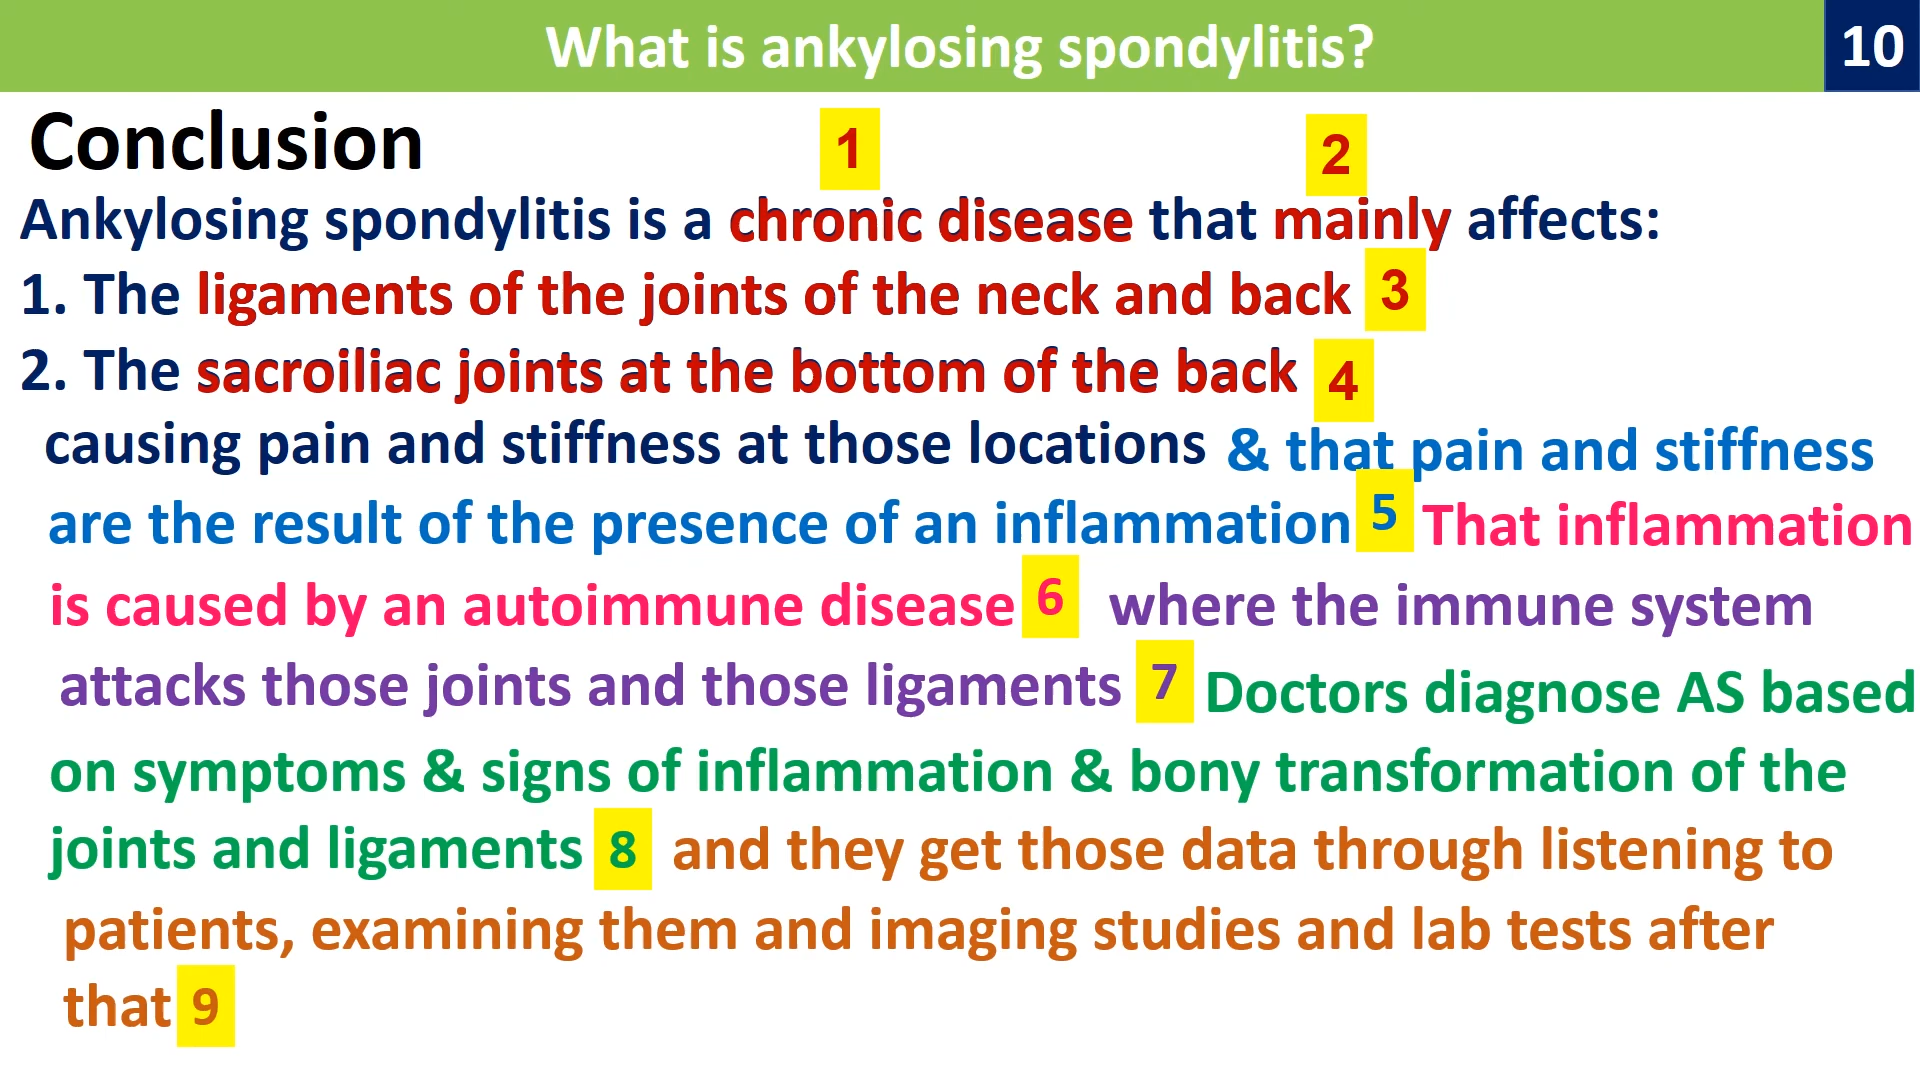 What is ankylosing spondylitis? 10
Conclusion 1 2
Ankylosing spondylitis is a chronic disease that mainly affects:
1. The ligaments of the joints of the neck and back 3
2. The sacroiliac joints at the bottom of the back 4
causing pain and stiffness at those locations & that pain and stiffness
are the result of the presence of an inflammation 5 That inflammation
is caused by an autoimmune disease 6 where the immune system
attacks those joints and those ligaments 7 Doctors diagnose AS based
on symptoms & signs of inflammation & bony transformation of the
joints and ligaments 8 and they get those data through listening to
patients, examining them and imaging studies and lab tests after
that 9